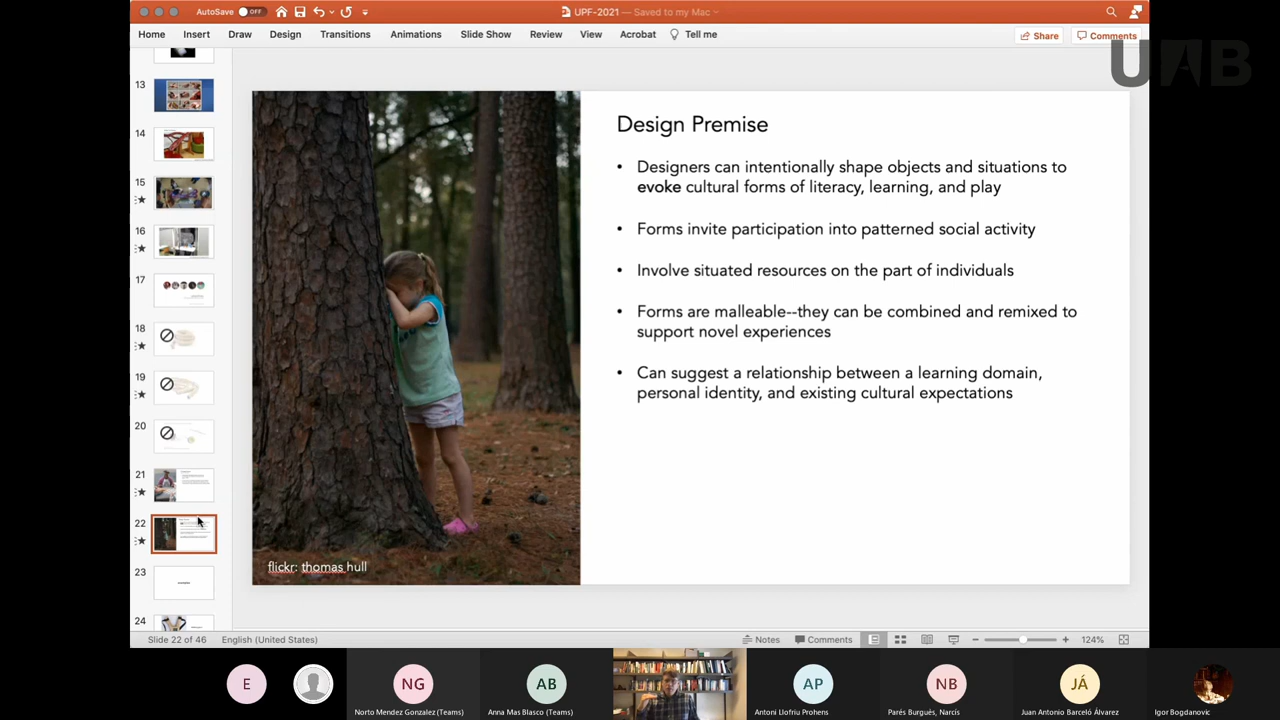 AutoSave OFF
UPF-2021 — Saved to my Mac
Home Insert Draw Design Transitions Animations Slide Show Review View Acrobat Tell me
Share Comments
UAB
13
14
15
16
17
18
19
20
21
22
23
24
Design Premise
• Designers can intentionally shape objects and situations to
evoke cultural forms of literacy, learning, and play
• Forms invite participation into patterned social activity
• Involve situated resources on the part of individuals
• Forms are malleable--they can be combined and remixed to
support novel experiences
• Can suggest a relationship between a learning domain,
personal identity, and existing cultural expectations
flickr: thomas hull
Slide 22 of 46 English (United States)
Notes Comments 124%
E
NG
AB
AP
NB
JÁ
Norto Mendez Gonzalez (Teams)
Anna Mas Blasco (Teams)
Antoni Llofriu Prohens
Parés Burguès, Narcís
Juan Antonio Barceló Álvarez
Igor Bogdanovic